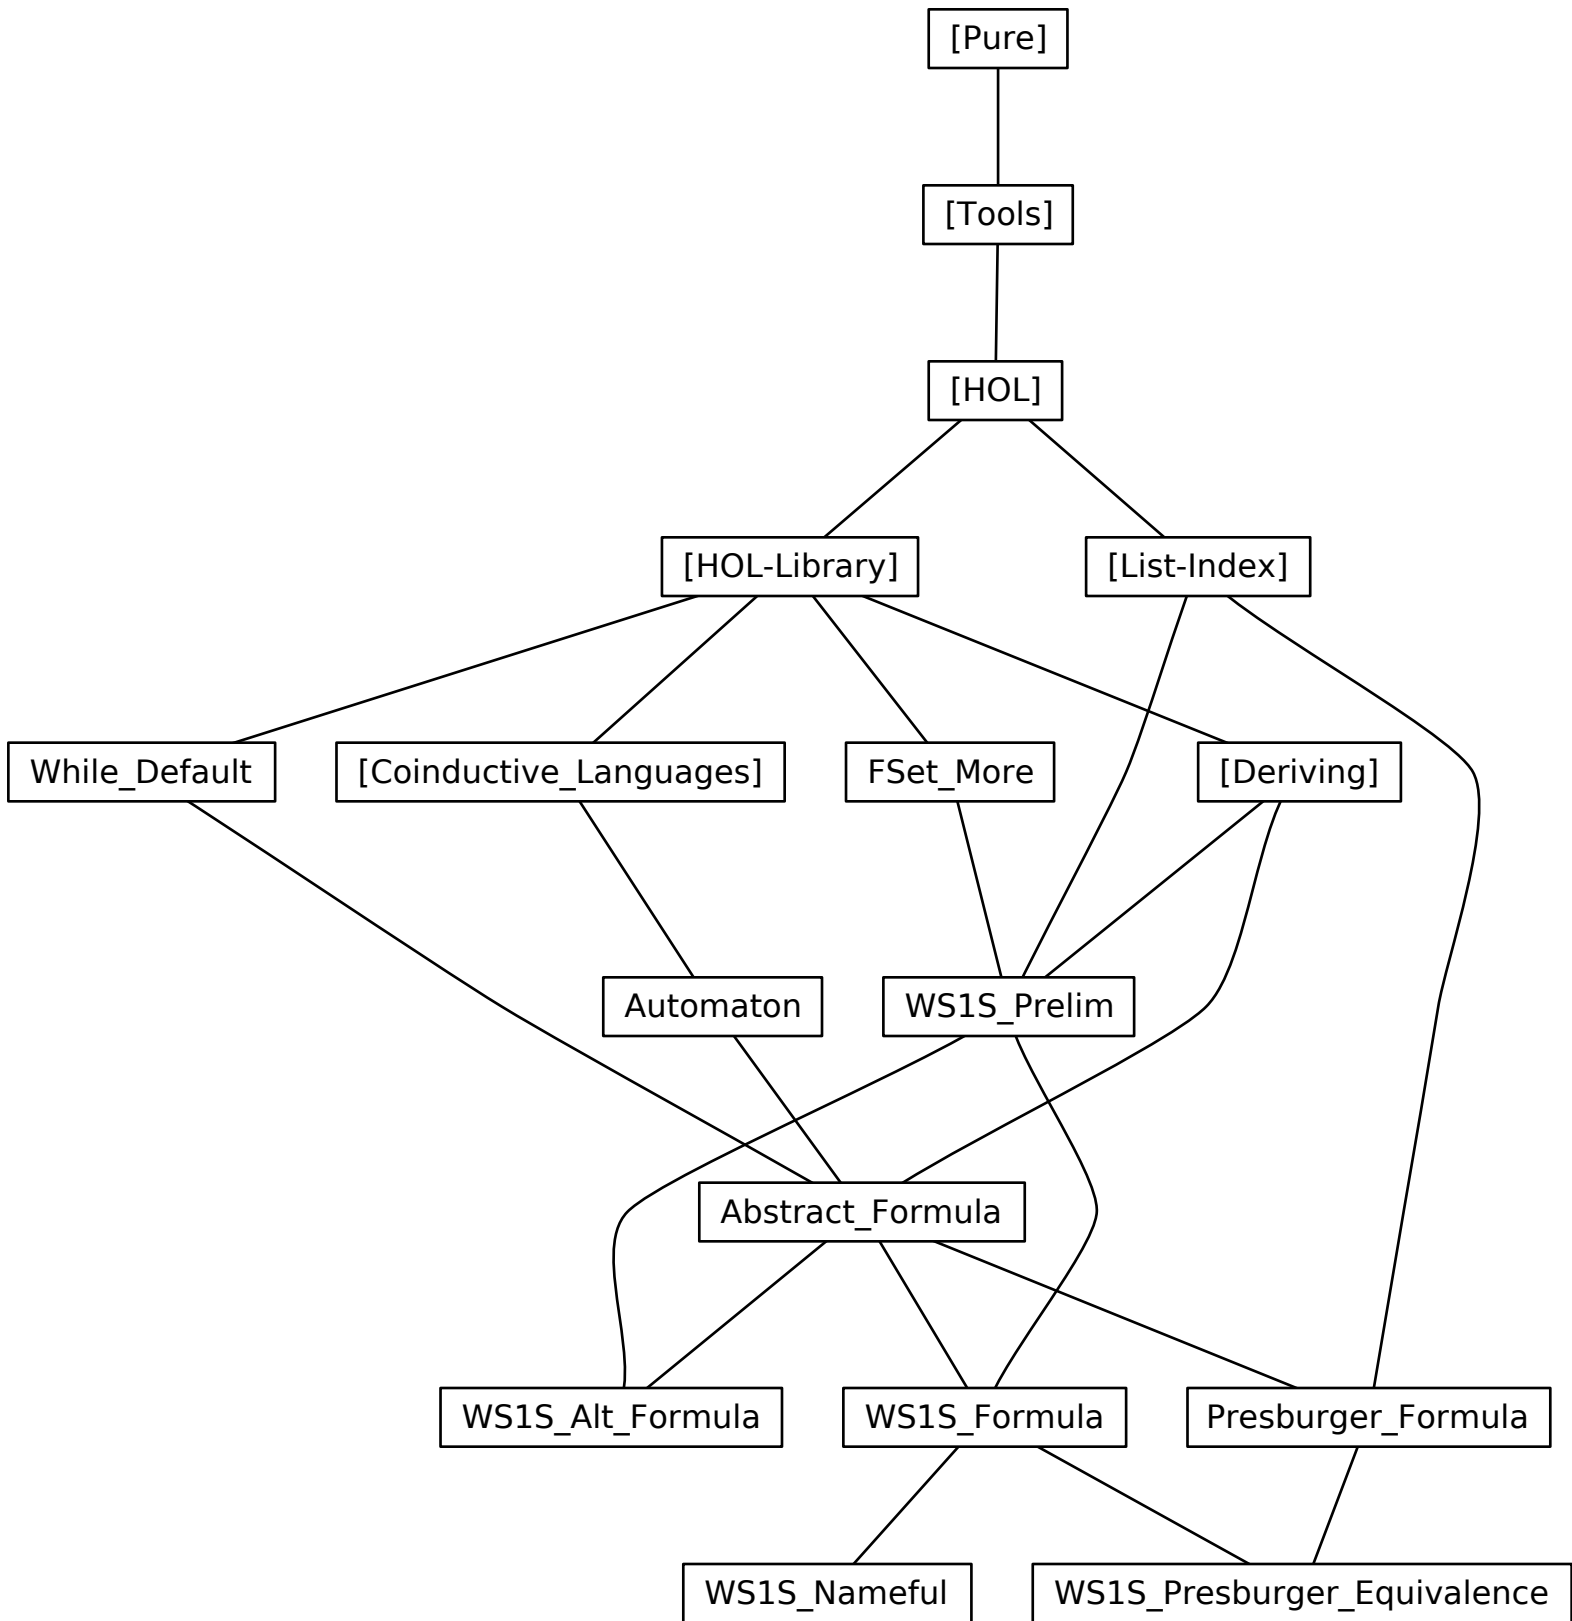 [Pure]
[Tools]
[HOL]
[HOL-Library]
[List-Index]
While_Default
[Coinductive_Languages]
FSet_More
[Deriving]
Automaton
WS1S_Prelim
Abstract_Formula
WS1S_Alt_Formula
WS1S_Formula
Presburger_Formula
WS1S_Nameful
WS1S_Presburger_Equivalence